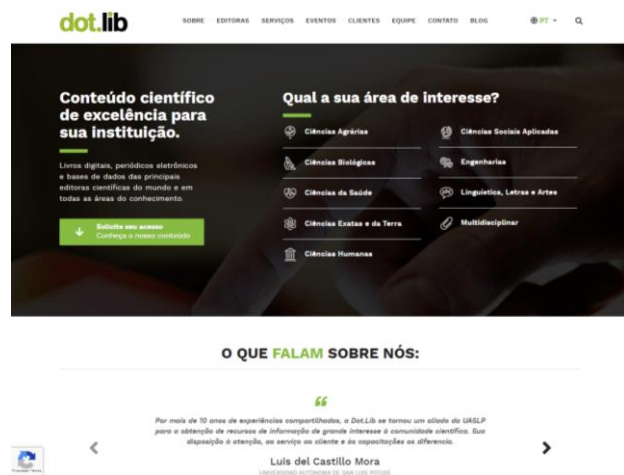 dot.lib
SOBRE EDITORAS SERVIÇOS EVENTOS CLIENTES EQUIPE CONTATO BLOG PT
Conteúdo científico
de excelência para
sua instituição.
Livros digitais, periódicos eletrônicos
e bases de dados das principais
editoras científicas do mundo e em
todas as áreas do conhecimento.
Solicite seu acesso
Conheça o nosso conteúdo
Qual a sua área de interesse?
Ciências Agrárias
Ciências Biológicas
Ciências da Saúde
Ciências Exatas e da Terra
Ciências Humanas
Ciências Sociais Aplicadas
Engenharias
Linguística, Letras e Artes
Multidisciplinar
O QUE FALAM SOBRE NÓS:
Por mais de 10 anos de experiências compartilhadas, a Dot.Lib se tornou um aliado da UASLP
para a obtenção de recursos de informação de grande interesse à comunidade científica. Sua
disposição à atenção, ao serviço ao cliente e às capacitações os diferencia.
Luis del Castillo Mora
UNIVERSIDAD AUTÓNOMA DE SAN LUIS POTOSÍ